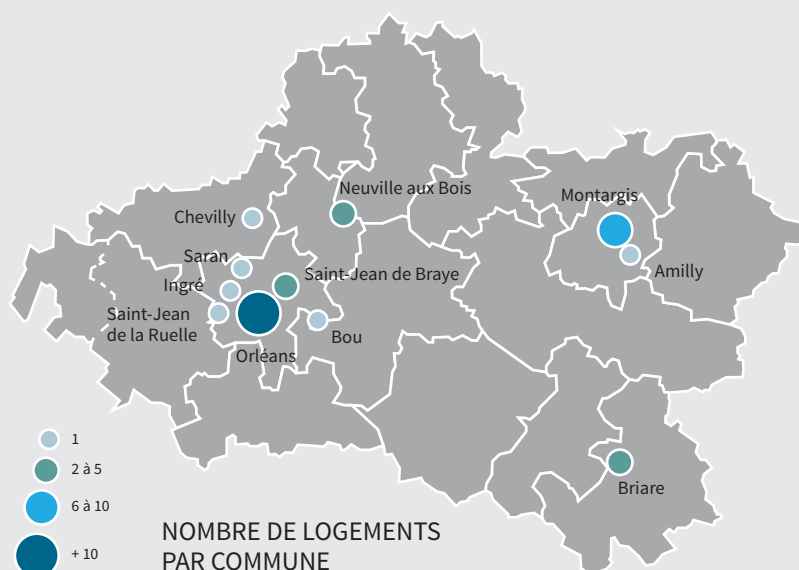 Neuville aux Bois
Montargis
Chevilly
Saran
Saint-Jean de Braye
Amilly
Ingré
Saint-Jean
de la Ruelle
Bou
Orléans
1
2 à 5
6 à 10
+ 10
Briare
NOMBRE DE LOGEMENTS
PAR COMMUNE